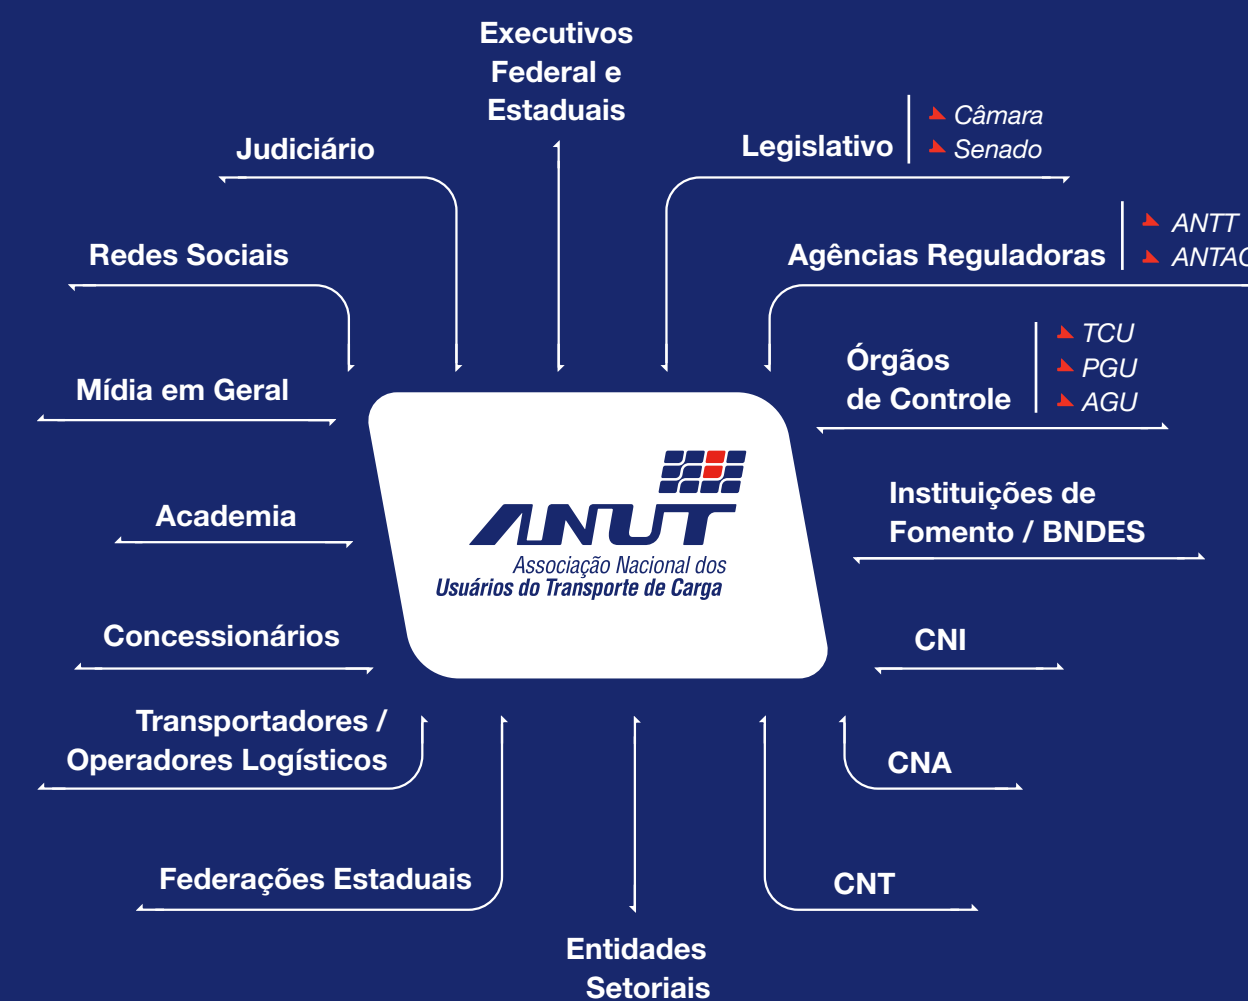 Executivos
Federal e
Estaduais
Judiciário
Legislativo
Câmara
Senado
Redes Sociais
Agências Reguladoras
ANTT
ANTAQ
Mídia em Geral
Órgãos
de Controle
TCU
PGU
AGU
ANUT
Associação Nacional dos
Usuários do Transporte de Carga
Academia
Instituições de
Fomento / BNDES
Concessionários
CNI
Transportadores /
Operadores Logísticos
CNA
Federações Estaduais
CNT
Entidades
Setoriais